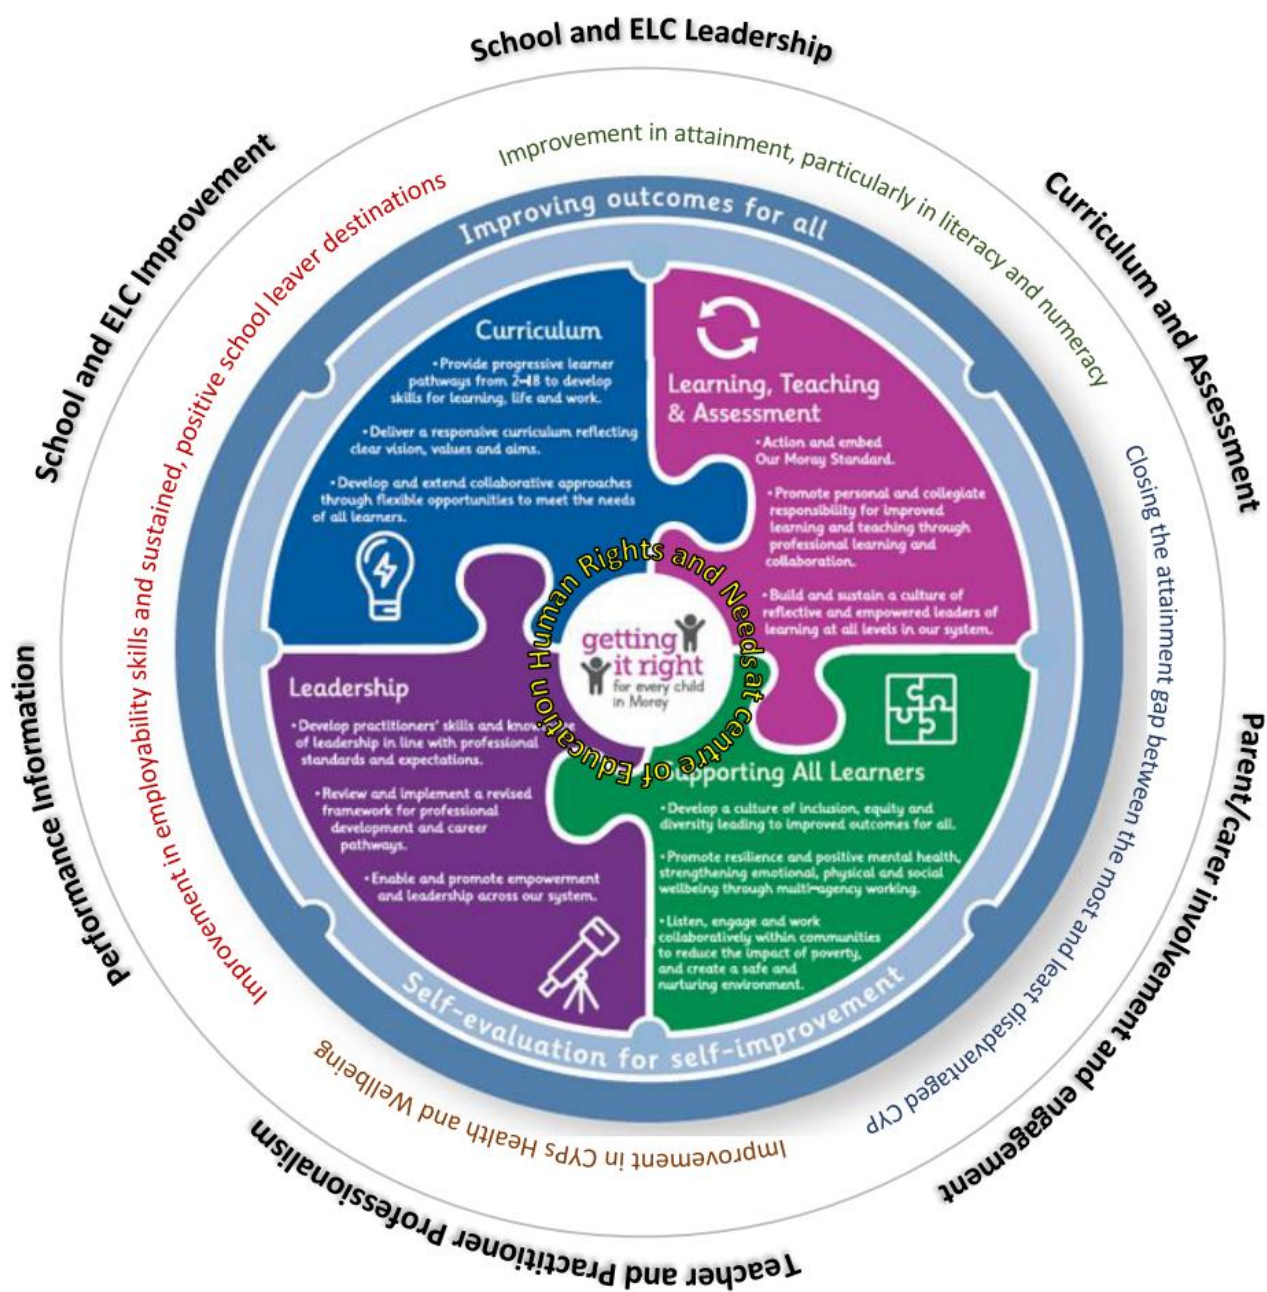 School and ELC Leadership
Curriculum and Assessment
Parent/carer involvement and engagement
Teacher and Practitioner Professionalism
Performance Information
School and ELC Improvement
Improvement in attainment, particularly in literacy and numeracy
Closing the attainment gap between the most and least disadvantaged CYP
Improvement in CYPs Health and Wellbeing
Improvement in employability skills and sustained, positive school leaver destinations
Improving outcomes for all
Curriculum
• Provide progressive learner
pathways from 2-18 to develop
skills for learning, life and work.
• Deliver a responsive curriculum reflecting
clear vision, values and aims.
• Develop and extend collaborative approaches
through flexible opportunities to meet the needs
of all learners.
Learning, Teaching
& Assessment
• Action and embed
Our Moray Standard.
• Promote personal and collegiate
responsibility for improved
learning and teaching through
professional learning and
collaboration.
• Build and sustain a culture of
reflective and empowered leaders of
learning at all levels in our system.
Human Rights and Needs at centre of Education
getting
it right
for every child
in Moray
Leadership
• Develop practitioners' skills and
of leadership in line with professional
standards and expectations.
• Review and implement a revised
framework for professional
development and career
pathways.
• Enable and promote empowerment
and leadership across our system.
Supporting All Learners
• Develop a culture of inclusion, equity and
diversity leading to improved outcomes for all.
• Promote resilience and positive mental health,
strengthening emotional, physical and social
wellbeing through multi-agency working.
• Listen, engage and work
collaboratively within communities
to reduce the impact of poverty,
and create a safe and
nurturing environment.
Self-evaluation for self-improvement